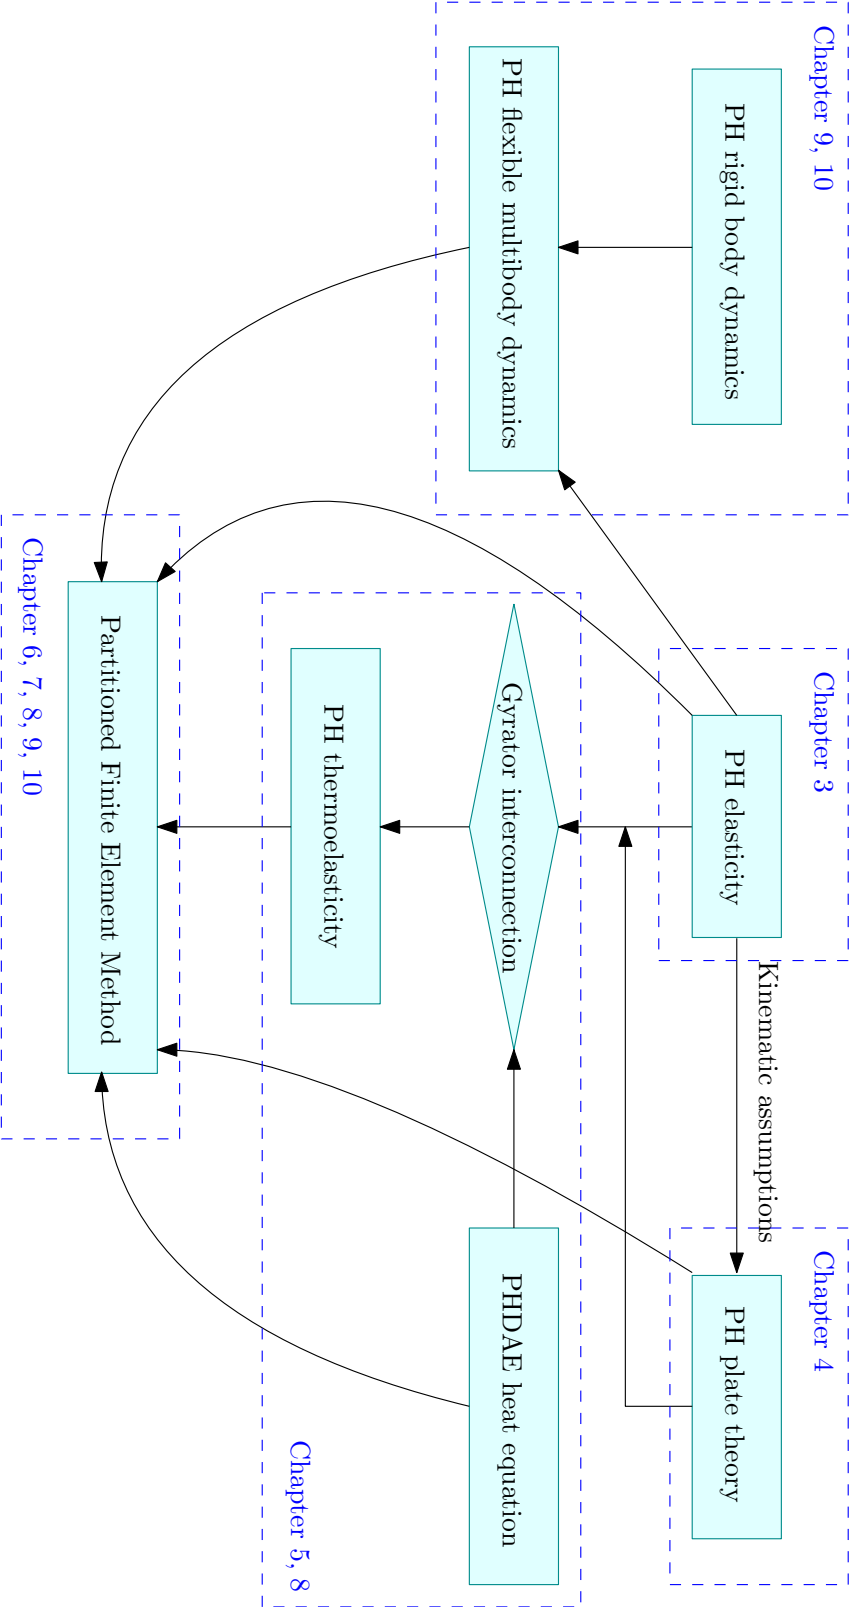 Chapter 9, 10
PH rigid body dynamics
PH flexible multibody dynamics
Chapter 3
PH elasticity
Kinematic assumptions
Chapter 4
PH plate theory
Gyrator interconnection
PHDAE heat equation
PH thermoelasticity
Chapter 5, 8
Partitioned Finite Element Method
Chapter 6, 7, 8, 9, 10